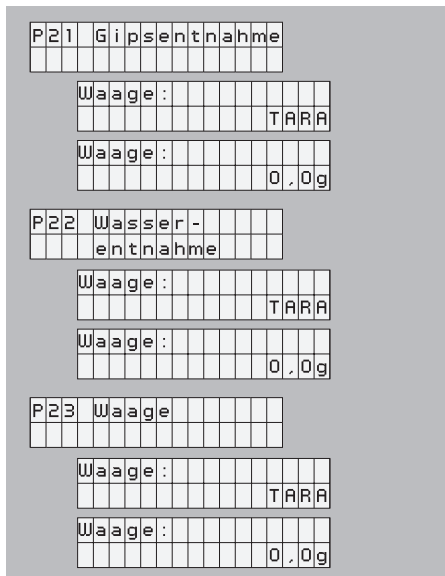 P21 Gipsentnahme
Waage:
TARA
Waage:
0,0g
P22 Wasser-
entnahme
Waage:
TARA
Waage:
0,0g
P23 Waage
Waage:
TARA
Waage:
0,0g